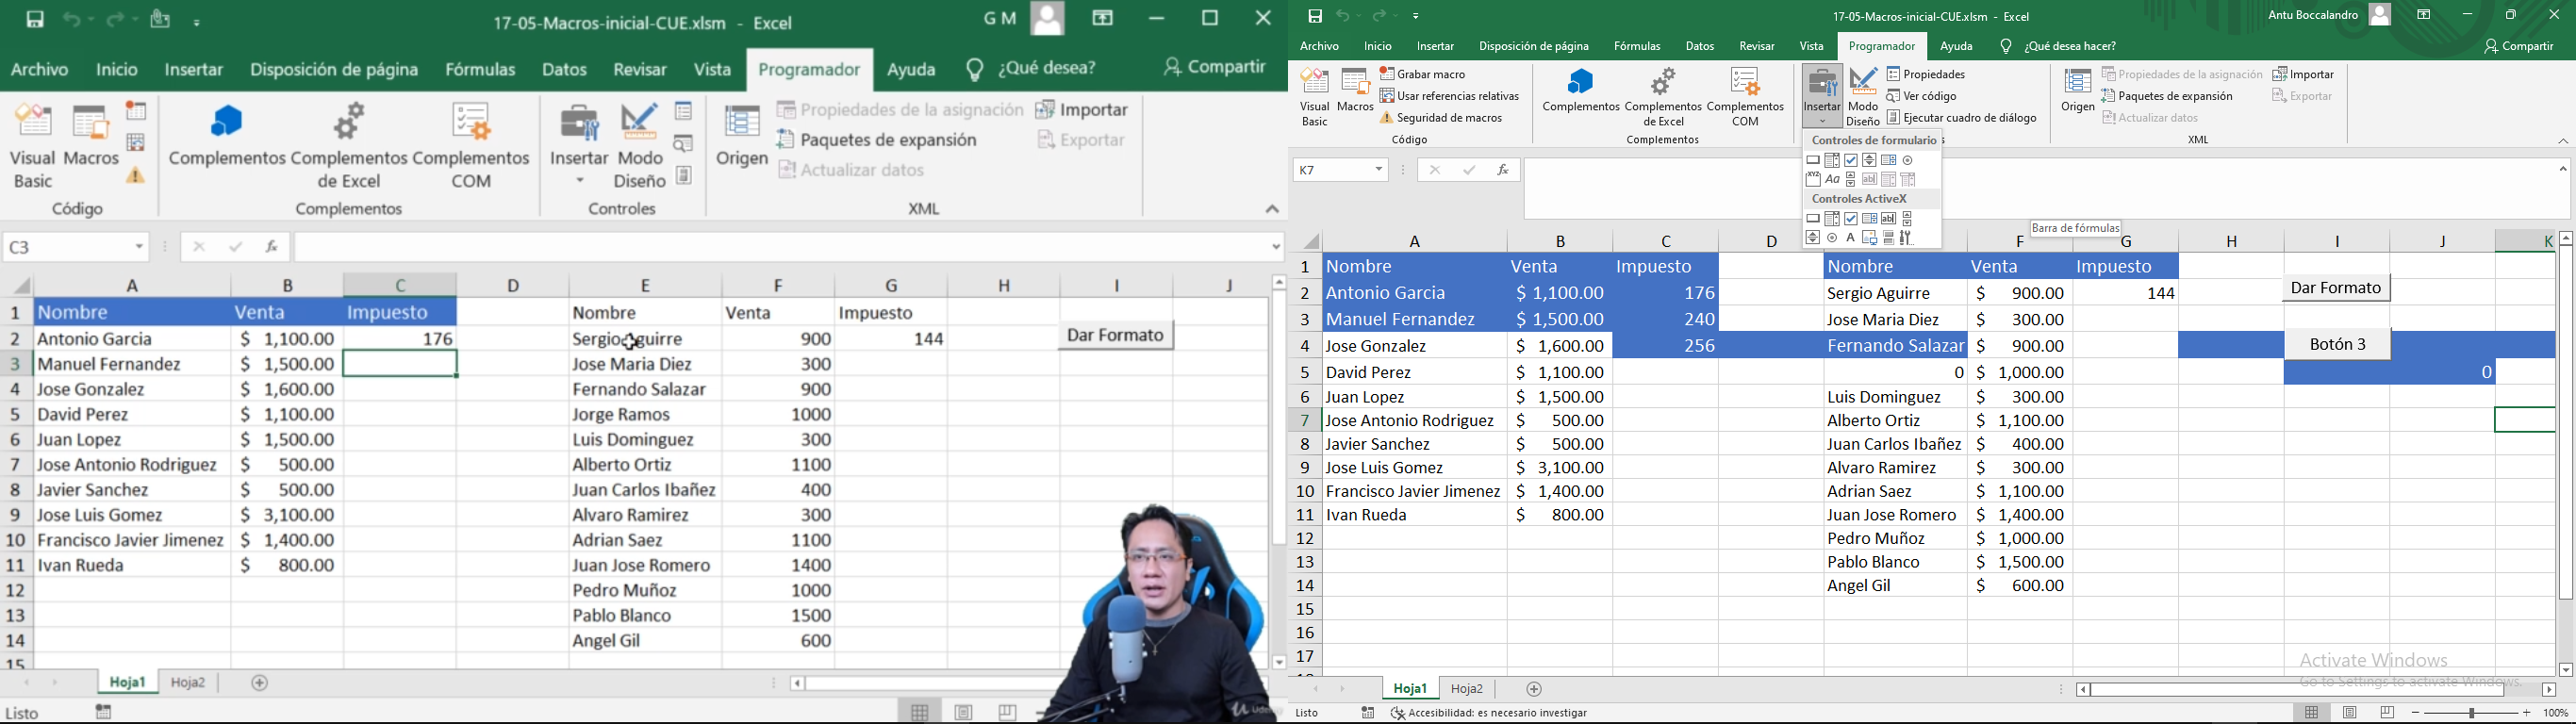 17-05-Macros-inicial-CUE.xlsm - Excel
G M
Archivo Inicio Insertar Disposición de página Fórmulas Datos Revisar Vista Programador Ayuda ¿Qué desea? Compartir
Visual Basic
Macros
Código
Complementos
Complementos de Excel
Complementos COM
Complementos
Insertar
Modo Diseño
Controles
Origen
Propiedades de la asignación
Paquetes de expansión
Actualizar datos
Importar
Exportar
XML
C3
fx
A B C D E F G H I J
1 Nombre Venta Impuesto Nombre Venta Impuesto
2 Antonio Garcia $ 1,100.00 176 Sergio Aguirre 900 144
Dar Formato
3 Manuel Fernandez $ 1,500.00 Jose Maria Diez 300
4 Jose Gonzalez $ 1,600.00 Fernando Salazar 900
5 David Perez $ 1,100.00 Jorge Ramos 1000
6 Juan Lopez $ 1,500.00 Luis Dominguez 300
7 Jose Antonio Rodriguez $ 500.00 Alberto Ortiz 1100
8 Javier Sanchez $ 500.00 Juan Carlos Ibañez 400
9 Jose Luis Gomez $ 3,100.00 Alvaro Ramirez 300
10 Francisco Javier Jimenez $ 1,400.00 Adrian Saez 1100
11 Ivan Rueda $ 800.00 Juan Jose Romero 1400
12 Pedro Muñoz 1000
13 Pablo Blanco 1500
14 Angel Gil 600
15
Hoja1 Hoja2
Listo
17-05-Macros-inicial-CUE.xlsm - Excel
Antu Boccalandro
Archivo Inicio Insertar Disposición de página Fórmulas Datos Revisar Vista Programador Ayuda ¿Qué desea hacer? Compartir
Visual Basic
Macros
Grabar macro
Usar referencias relativas
Seguridad de macros
Código
Complementos
Complementos de Excel
Complementos COM
Complementos
Insertar
Modo Diseño
Propiedades
Ver código
Ejecutar cuadro de diálogo
Controles de formulario
Controles ActiveX
Origen
Propiedades de la asignación
Paquetes de expansión
Actualizar datos
Importar
Exportar
XML
K7
fx
Barra de fórmulas
A B C D F G H I J K
1 Nombre Venta Impuesto Nombre Venta Impuesto
2 Antonio Garcia $ 1,100.00 176 Sergio Aguirre $ 900.00 144 Dar Formato
3 Manuel Fernandez $ 1,500.00 240 Jose Maria Diez $ 300.00
4 Jose Gonzalez $ 1,600.00 256 Fernando Salazar $ 900.00 Botón 3
5 David Perez $ 1,100.00 0 $ 1,000.00 0
6 Juan Lopez $ 1,500.00 Luis Dominguez $ 300.00
7 Jose Antonio Rodriguez $ 500.00 Alberto Ortiz $ 1,100.00
8 Javier Sanchez $ 500.00 Juan Carlos Ibañez $ 400.00
9 Jose Luis Gomez $ 3,100.00 Alvaro Ramirez $ 300.00
10 Francisco Javier Jimenez $ 1,400.00 Adrian Saez $ 1,100.00
11 Ivan Rueda $ 800.00 Juan Jose Romero $ 1,400.00
12 Pedro Muñoz $ 1,000.00
13 Pablo Blanco $ 1,500.00
14 Angel Gil $ 600.00
15
16
17
Activate Windows
Go to Settings to activate Windows.
Hoja1 Hoja2
Listo Accesibilidad: es necesario investigar 100%